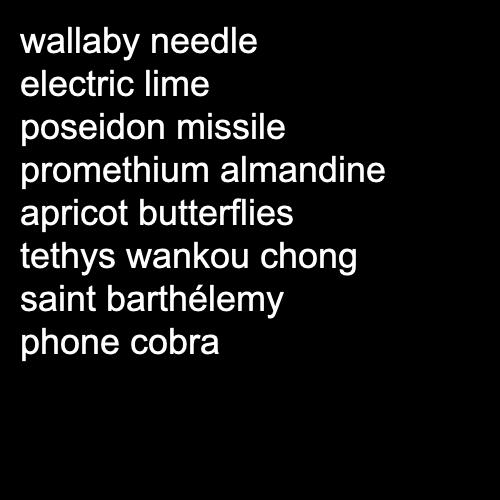 wallaby needle
electric lime
poseidon missile
promethium almandine
apricot butterflies
tethys wankou chong
saint barthélemy
phone cobra